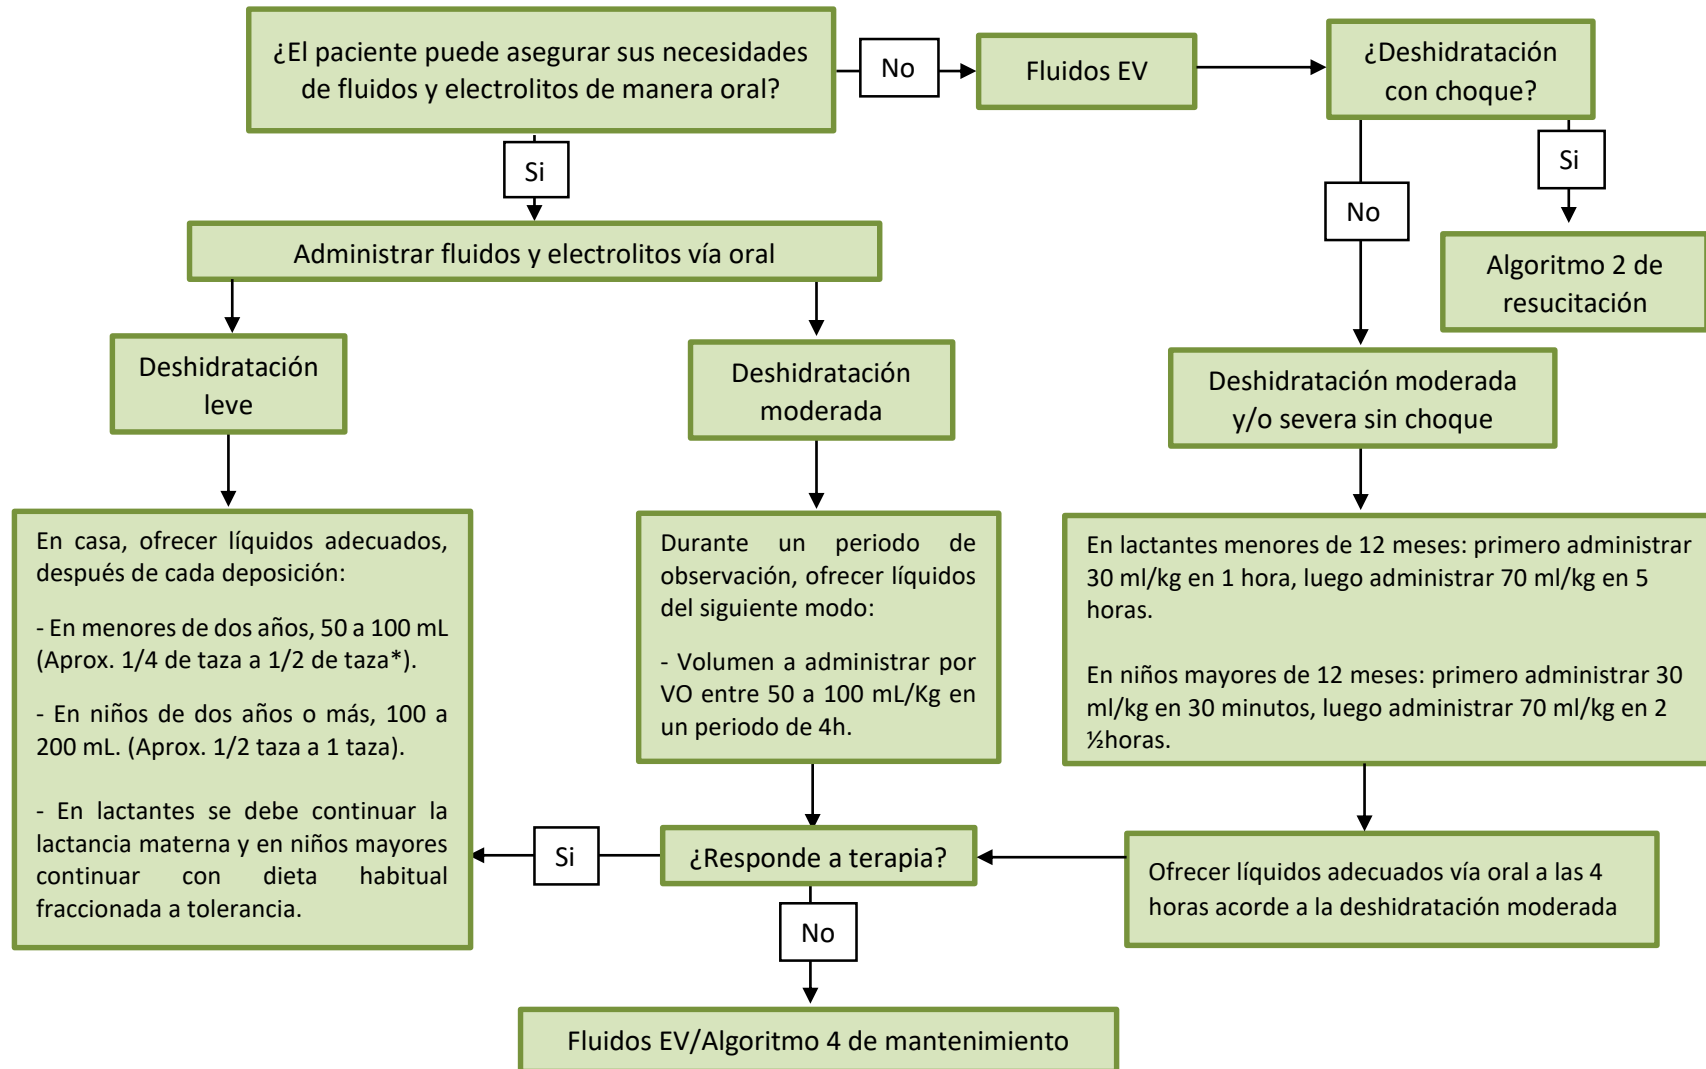 ¿El paciente puede asegurar sus necesidades
de fluidos y electrolitos de manera oral?
No
Fluidos EV
¿Deshidratación
con choque?
Si
Si
No
Administrar fluidos y electrolitos vía oral
Algoritmo 2 de
resucitación
Deshidratación
leve
Deshidratación
moderada
Deshidratación moderada
y/o severa sin choque
En casa, ofrecer líquidos adecuados,
después de cada deposición:
- En menores de dos años, 50 a 100 mL
(Aprox. 1/4 de taza a 1/2 de taza*).
- En niños de dos años o más, 100 a
200 mL. (Aprox. 1/2 taza a 1 taza).
- En lactantes se debe continuar la
lactancia materna y en niños mayores
continuar con dieta habitual
fraccionada a tolerancia.
Durante un periodo de
observación, ofrecer líquidos
del siguiente modo:
- Volumen a administrar por
VO entre 50 a 100 mL/Kg en
un periodo de 4h.
En lactantes menores de 12 meses: primero administrar
30 ml/kg en 1 hora, luego administrar 70 ml/kg en 5
horas.
En niños mayores de 12 meses: primero administrar 30
ml/kg en 30 minutos, luego administrar 70 ml/kg en 2
½horas.
Si
¿Responde a terapia?
Ofrecer líquidos adecuados vía oral a las 4
horas acorde a la deshidratación moderada
No
Fluidos EV/Algoritmo 4 de mantenimiento